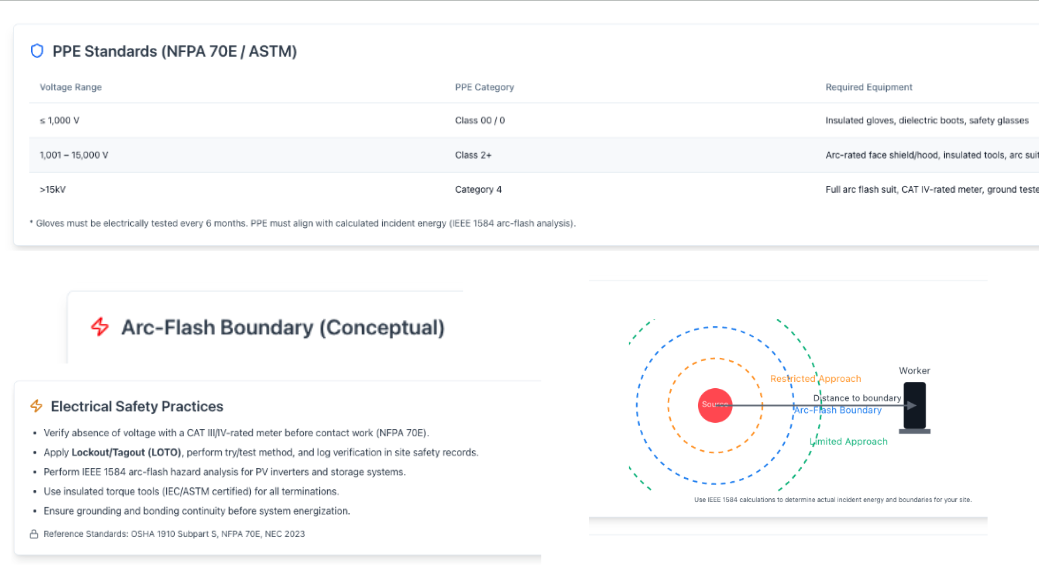 PPE Standards (NFPA 70E / ASTM)
Voltage Range PPE Category Required Equipment
≤ 1,000 V Class 00 / 0 Insulated gloves, dielectric boots, safety glasses
1,001 – 15,000 V Class 2+ Arc-rated face shield/hood, insulated tools, arc suit
>15kV Category 4 Full arc flash suit, CAT IV-rated meter, ground teste
* Gloves must be electrically tested every 6 months. PPE must align with calculated incident energy (IEEE 1584 arc-flash analysis).
Arc-Flash Boundary (Conceptual)
Electrical Safety Practices
• Verify absence of voltage with a CAT III/IV-rated meter before contact work (NFPA 70E).
• Apply Lockout/Tagout (LOTO), perform try/test method, and log verification in site safety records.
• Perform IEEE 1584 arc-flash hazard analysis for PV inverters and storage systems.
• Use insulated torque tools (IEC/ASTM certified) for all terminations.
• Ensure grounding and bonding continuity before system energization.
Reference Standards: OSHA 1910 Subpart S, NFPA 70E, NEC 2023
Worker
Restricted Approach
Distance to boundary
Source
Arc-Flash Boundary
Limited Approach
Use IEEE 1584 calculations to determine actual incident energy and boundaries for your site.